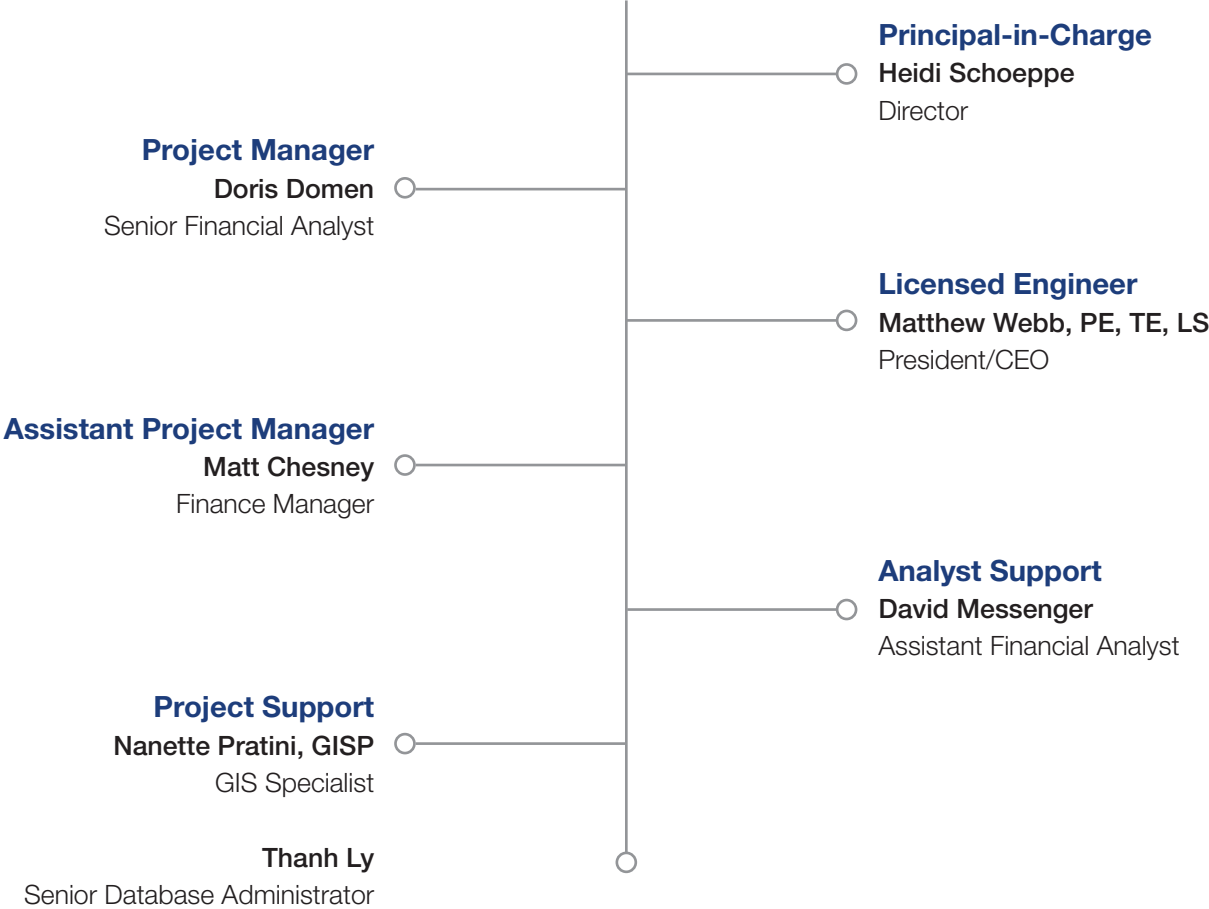 Principal-in-Charge
Heidi Schoeppe
Director
Project Manager
Doris Domen
Senior Financial Analyst
Licensed Engineer
Matthew Webb, PE, TE, LS
President/CEO
Assistant Project Manager
Matt Chesney
Finance Manager
Analyst Support
David Messenger
Assistant Financial Analyst
Project Support
Nanette Pratini, GISP
GIS Specialist
Thanh Ly
Senior Database Administrator